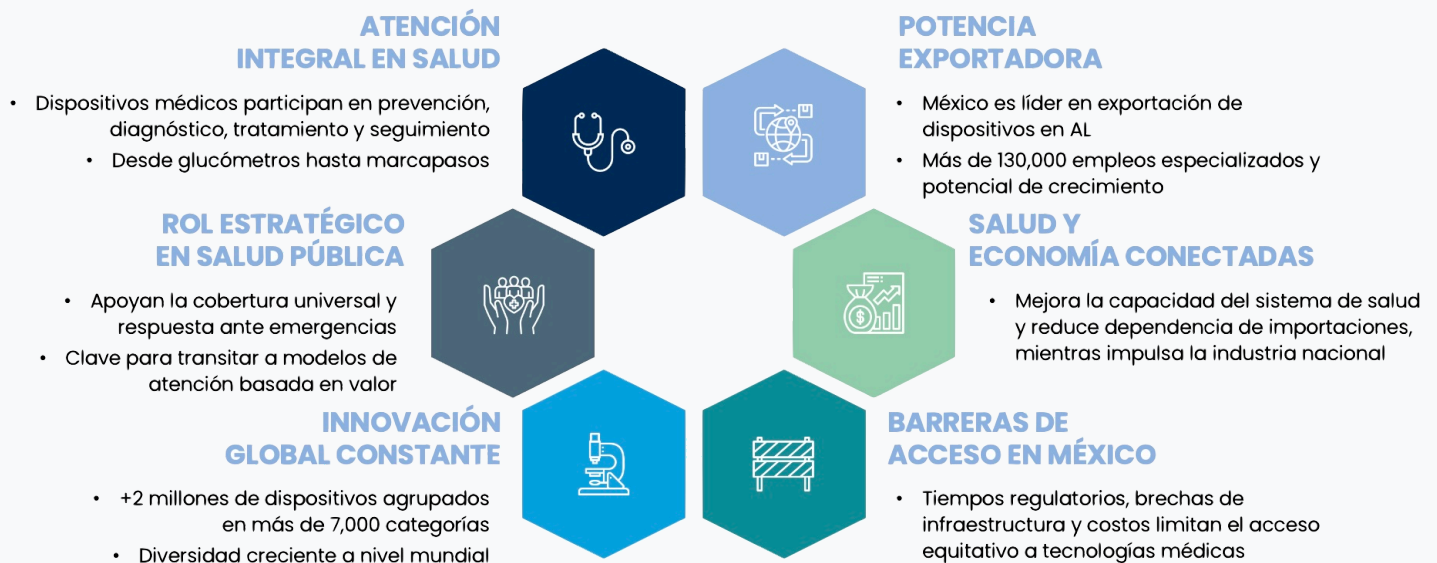 ATENCIÓN
INTEGRAL EN SALUD
• Dispositivos médicos participan en prevención,
diagnóstico, tratamiento y seguimiento
• Desde glucómetros hasta marcapasos
POTENCIA
EXPORTADORA
• México es líder en exportación de
dispositivos en AL
• Más de 130,000 empleos especializados y
potencial de crecimiento
ROL ESTRATÉGICO
EN SALUD PÚBLICA
• Apoyan la cobertura universal y
respuesta ante emergencias
• Clave para transitar a modelos de
atención basada en valor
SALUD Y
ECONOMÍA CONECTADAS
• Mejora la capacidad del sistema de salud
y reduce dependencia de importaciones,
mientras impulsa la industria nacional
INNOVACIÓN
GLOBAL CONSTANTE
• +2 millones de dispositivos agrupados
en más de 7,000 categorías
• Diversidad creciente a nivel mundial
BARRERAS DE
ACCESO EN MÉXICO
• Tiempos regulatorios, brechas de
infraestructura y costos limitan el acceso
equitativo a tecnologías médicas
$